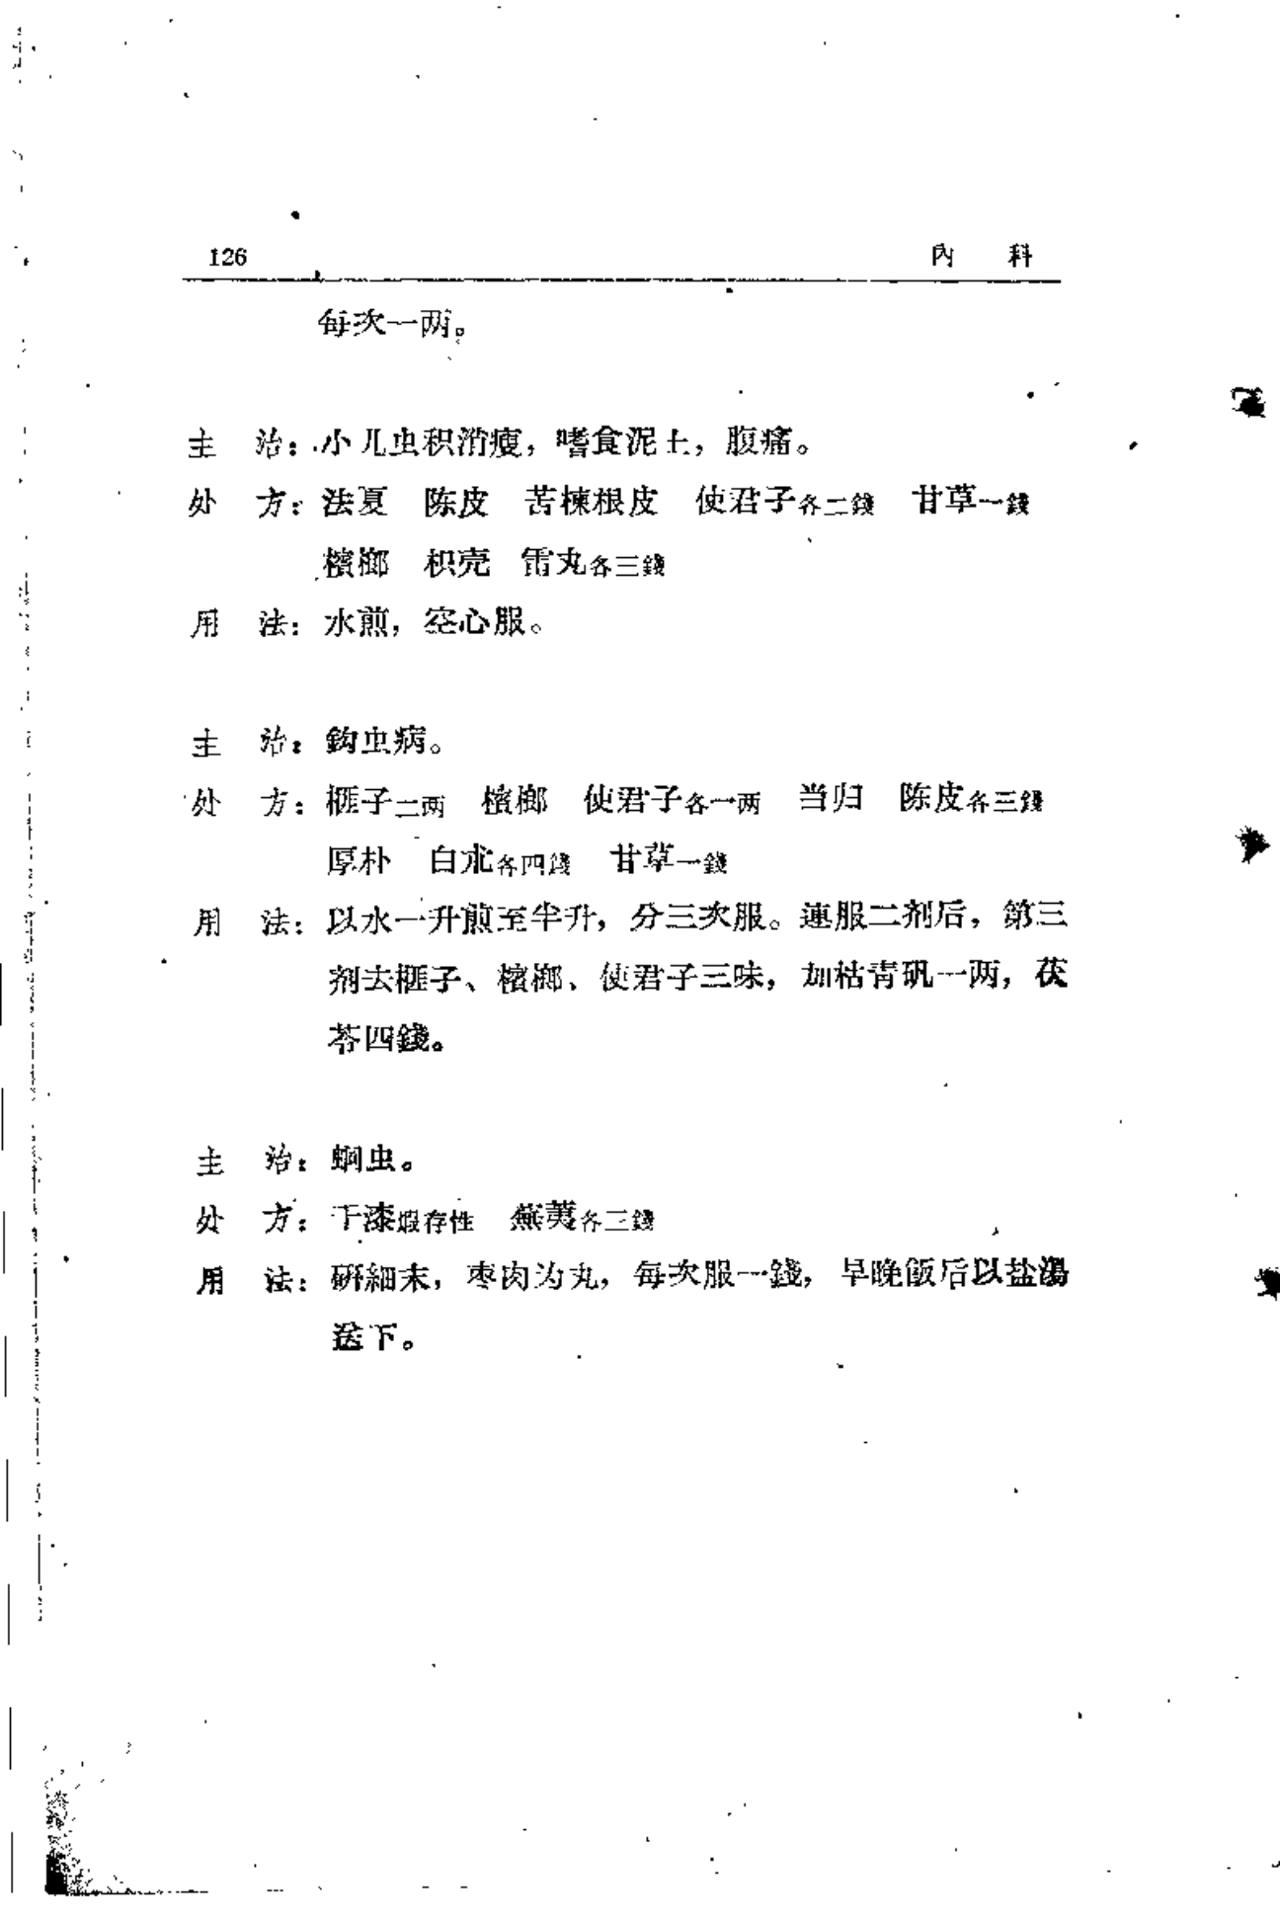 126 內 科
每次一两。
主 治：小儿虫积消瘦，嗜食泥土，腹痛。
处 方：法夏 陈皮 苦楝根皮 使君子各二錢 甘草一錢
檳榔 枳壳 雷丸各三錢
用 法：水煎，空心服。
主 治：鈎虫病。
处 方：榧子二两 檳榔 使君子各一两 当归 陈皮各三錢
厚朴 白朮各四錢 甘草一錢
用 法：以水一升煎至半升，分三次服。連服二剂后，第三
剂去榧子、檳榔、使君子三味，加枯青矾一两，茯
苓四錢。
主 治：蛔虫。
处 方：干漆煅存性 蕪荑各三錢
用 法：研細末，枣肉为丸，每次服一錢，早晚飯后以盐湯
送下。